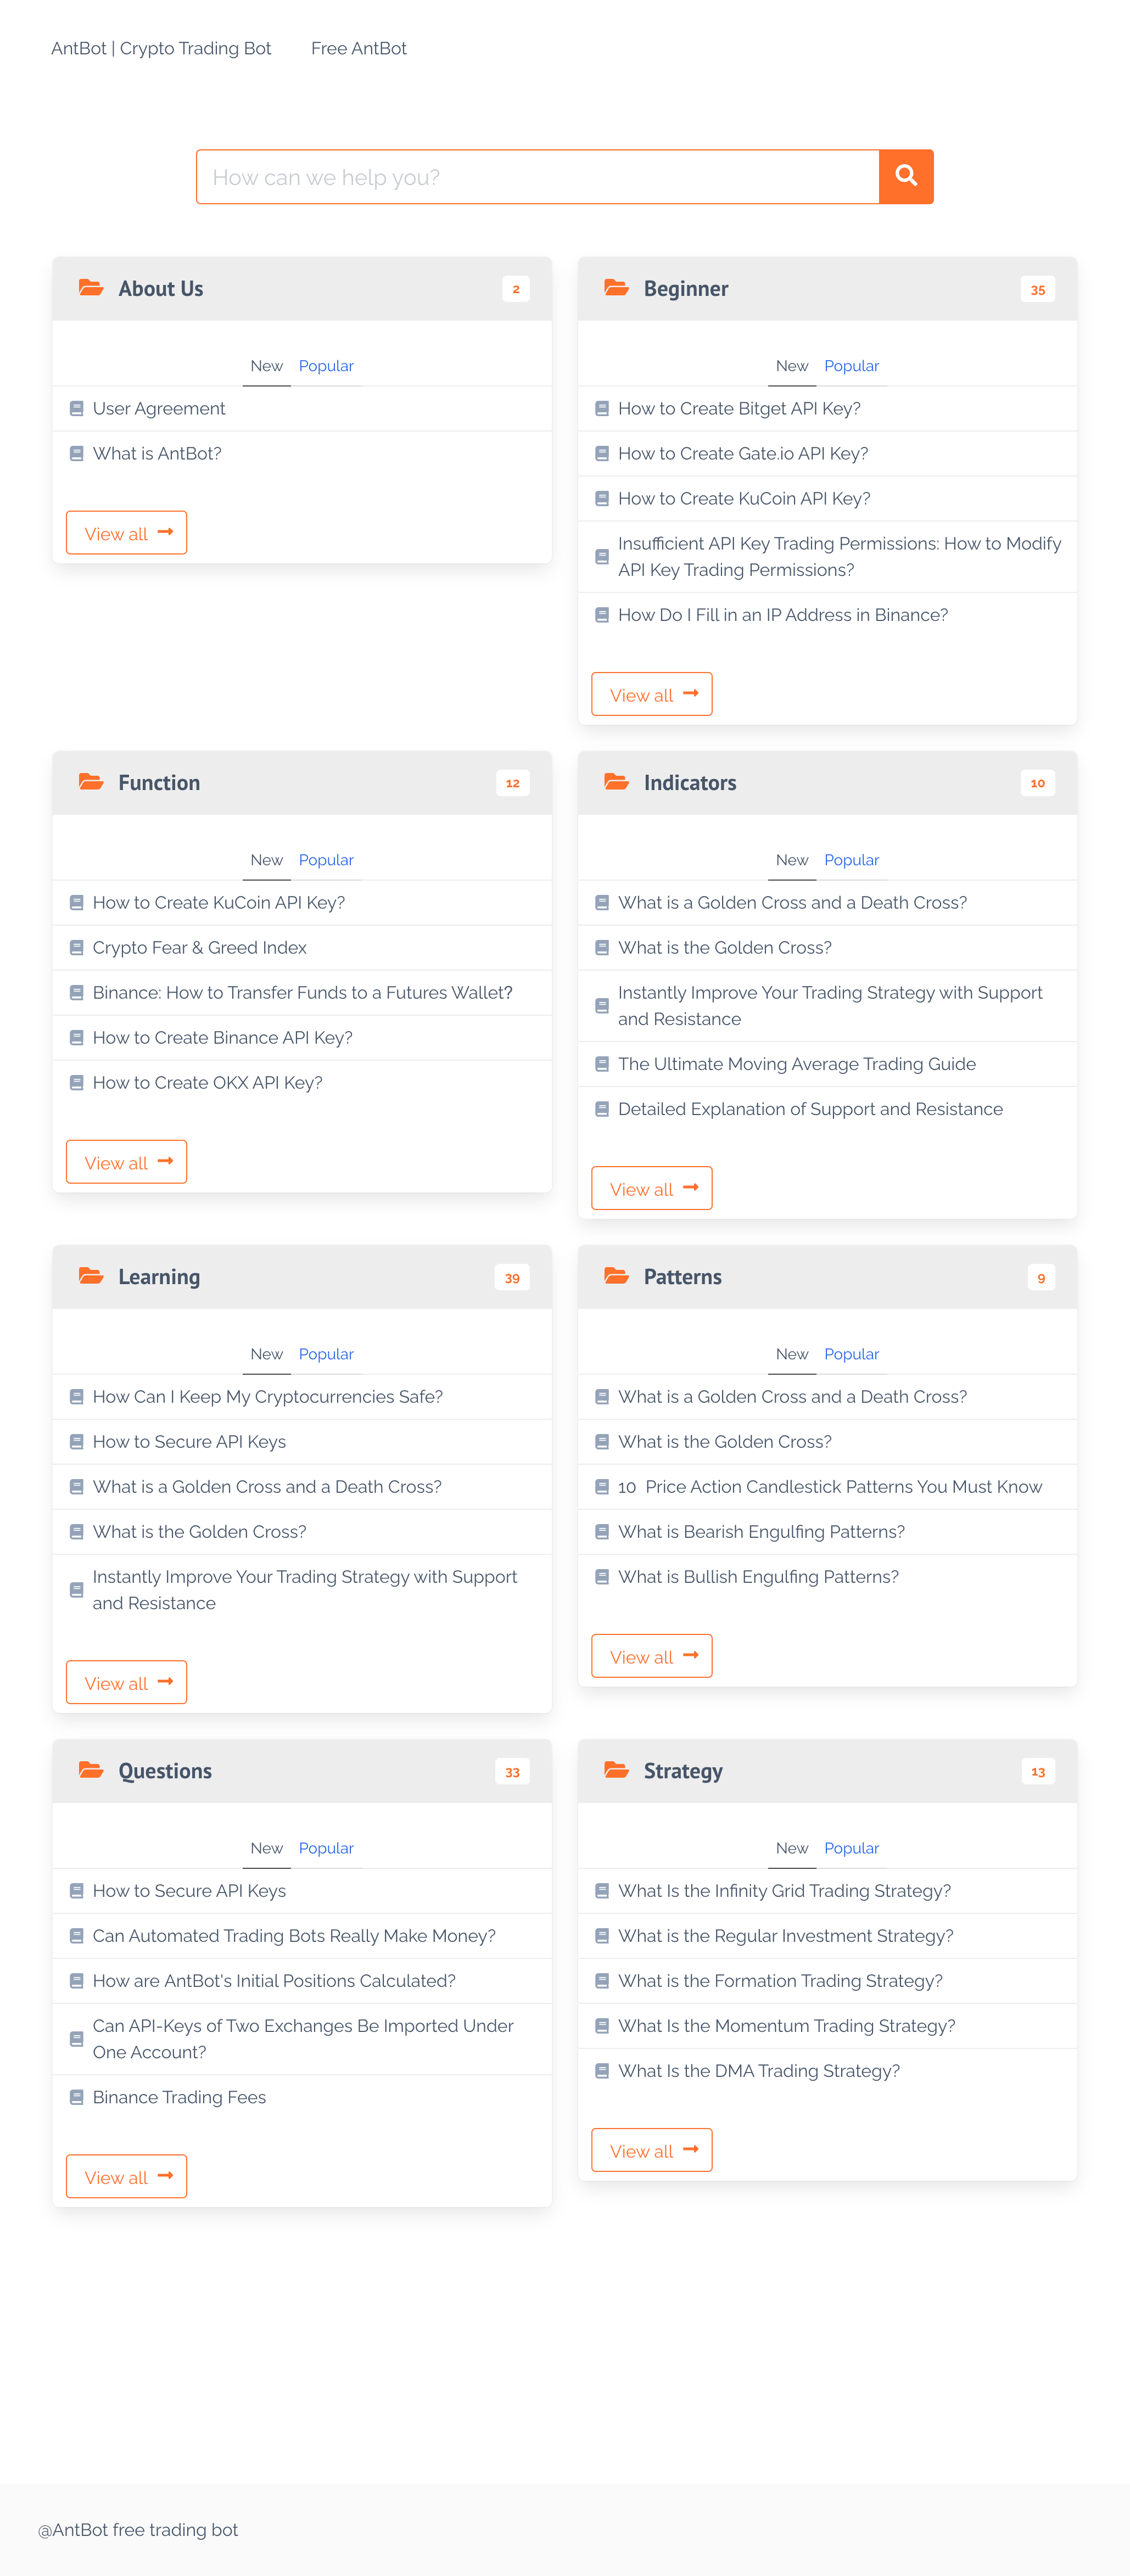 AntBot | Crypto Trading Bot
Free AntBot
How can we help you?
About Us
2
New
Popular
User Agreement
What is AntBot?
View all
Beginner
35
New
Popular
How to Create Bitget API Key?
How to Create Gate.io API Key?
How to Create KuCoin API Key?
Insufficient API Key Trading Permissions: How to Modify
API Key Trading Permissions?
How Do I Fill in an IP Address in Binance?
View all
Function
12
New
Popular
How to Create KuCoin API Key?
Crypto Fear & Greed Index
Binance: How to Transfer Funds to a Futures Wallet?
How to Create Binance API Key?
How to Create OKX API Key?
View all
Indicators
10
New
Popular
What is a Golden Cross and a Death Cross?
What is the Golden Cross?
Instantly Improve Your Trading Strategy with Support
and Resistance
The Ultimate Moving Average Trading Guide
Detailed Explanation of Support and Resistance
View all
Learning
39
New
Popular
How Can I Keep My Cryptocurrencies Safe?
How to Secure API Keys
What is a Golden Cross and a Death Cross?
What is the Golden Cross?
Instantly Improve Your Trading Strategy with Support
and Resistance
View all
Patterns
9
New
Popular
What is a Golden Cross and a Death Cross?
What is the Golden Cross?
10 Price Action Candlestick Patterns You Must Know
What is Bearish Engulfing Patterns?
What is Bullish Engulfing Patterns?
View all
Questions
33
New
Popular
How to Secure API Keys
Can Automated Trading Bots Really Make Money?
How are AntBot's Initial Positions Calculated?
Can API-Keys of Two Exchanges Be Imported Under
One Account?
Binance Trading Fees
View all
Strategy
13
New
Popular
What Is the Infinity Grid Trading Strategy?
What is the Regular Investment Strategy?
What is the Formation Trading Strategy?
What Is the Momentum Trading Strategy?
What Is the DMA Trading Strategy?
View all
@AntBot free trading bot